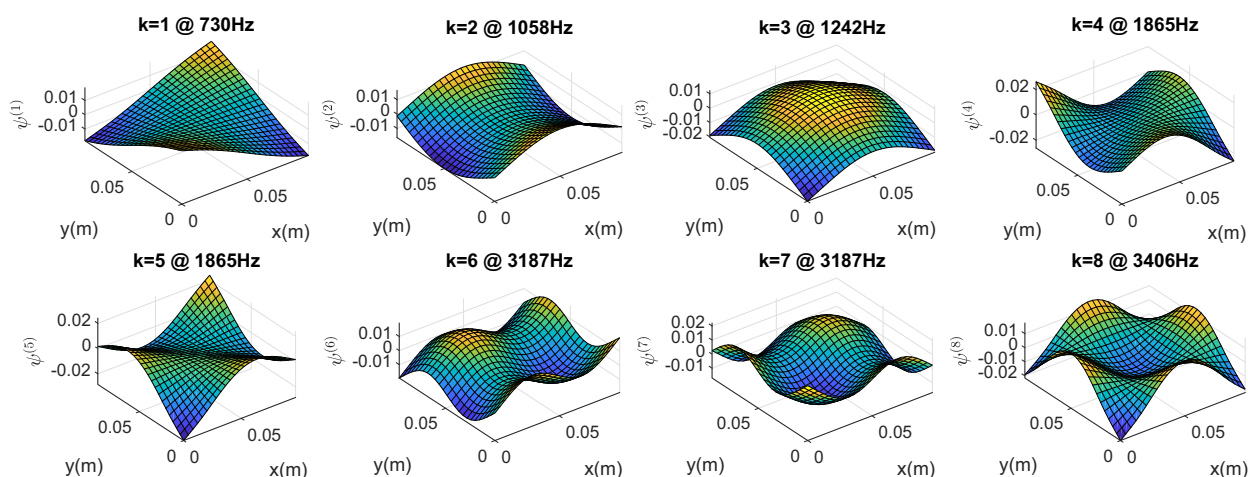 k=1 @ 730Hz
0.01
0
-0.01
ψ(1)
0.05
0 0
0.05
y(m)
x(m)
k=2 @ 1058Hz
0.01
0
-0.01
ψ(2)
0.05
0 0
0.05
y(m)
x(m)
k=3 @ 1242Hz
0.01
0
-0.01
-0.02
ψ(3)
0.05
0 0
0.05
y(m)
x(m)
k=4 @ 1865Hz
0.02
0
-0.02
ψ(4)
0.05
0 0
0.05
y(m)
x(m)
k=5 @ 1865Hz
0.02
0
-0.02
ψ(5)
0.05
0 0
0.05
y(m)
x(m)
k=6 @ 3187Hz
0.01
0
-0.01
ψ(6)
0.05
0 0
0.05
y(m)
x(m)
k=7 @ 3187Hz
0.02
0.01
0
-0.01
ψ(7)
0.05
0 0
0.05
y(m)
x(m)
k=8 @ 3406Hz
0.01
0
-0.01
-0.02
ψ(8)
0.05
0 0
0.05
y(m)
x(m)